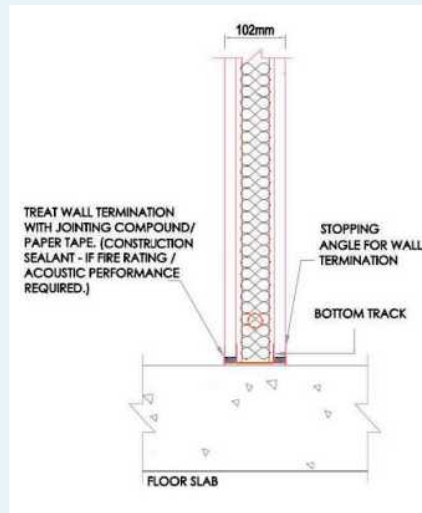 102mm
TREAT WALL TERMINATION
WITH JOINTING COMPOUND/
PAPER TAPE. (CONSTRUCTION
SEALANT - IF FIRE RATING /
ACOUSTIC PERFORMANCE
REQUIRED.)
STOPPING
ANGLE FOR WALL
TERMINATION
BOTTOM TRACK
FLOOR SLAB